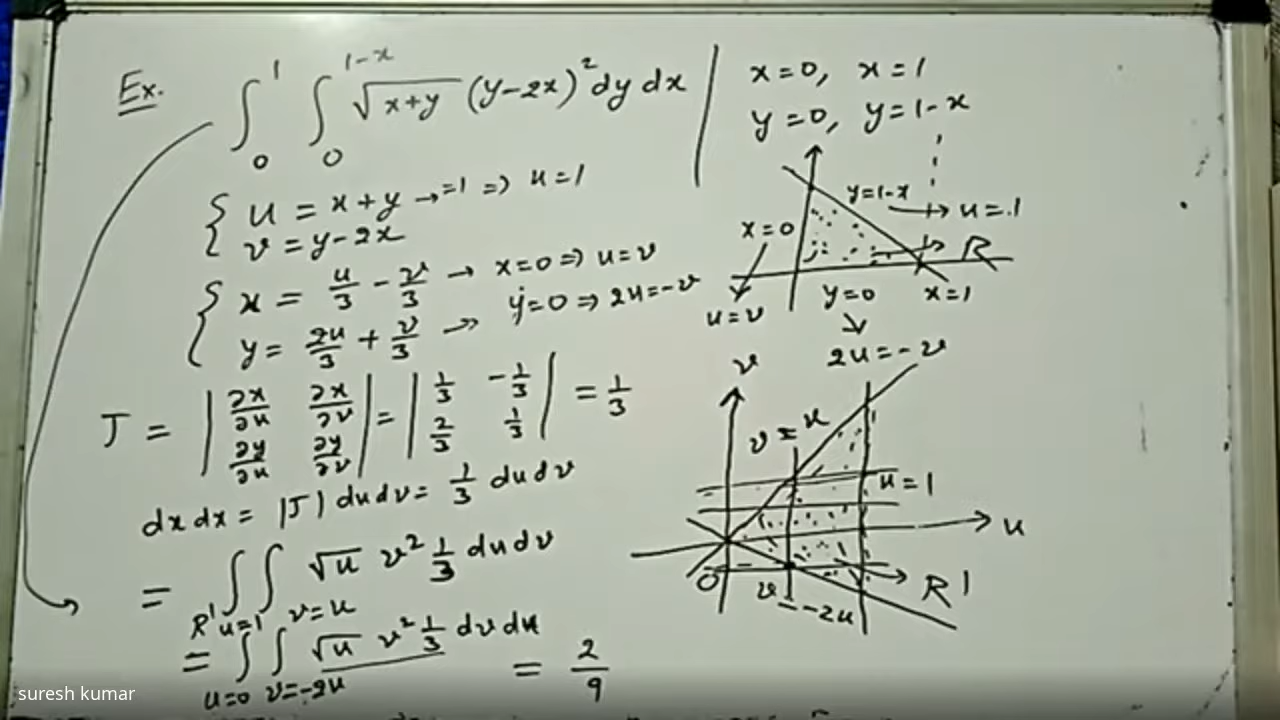 Ex. ∫₀¹ ∫₀^{1-x} √(x+y) (y-2x)² dy dx
{ u = x+y → =1 ⇒ u=1
v = y-2x
{ x = u/3 - v/3 → x=0 ⇒ u=v
y = 2u/3 + v/3 → y=0 ⇒ 2u=-v
J = | ∂x/∂u ∂x/∂v ; ∂y/∂u ∂y/∂v | = | 1/3 -1/3 ; 2/3 1/3 | = 1/3
dx dx = |J| du dv = 1/3 du dv
= ∫∫_{R'} √u v² 1/3 du dv
= ∫_{u=0}^{u=1} ∫_{v=-2u}^{v=u} √u v² 1/3 dv du = 2/9
x=0, x=1
y=0, y=1-x
y=1-x
→ u=1
x=0
→ R
y=0
x=1
u=v
2u=-v
v
v=u
u=1
u
O
v=-2u
R'
suresh kumar